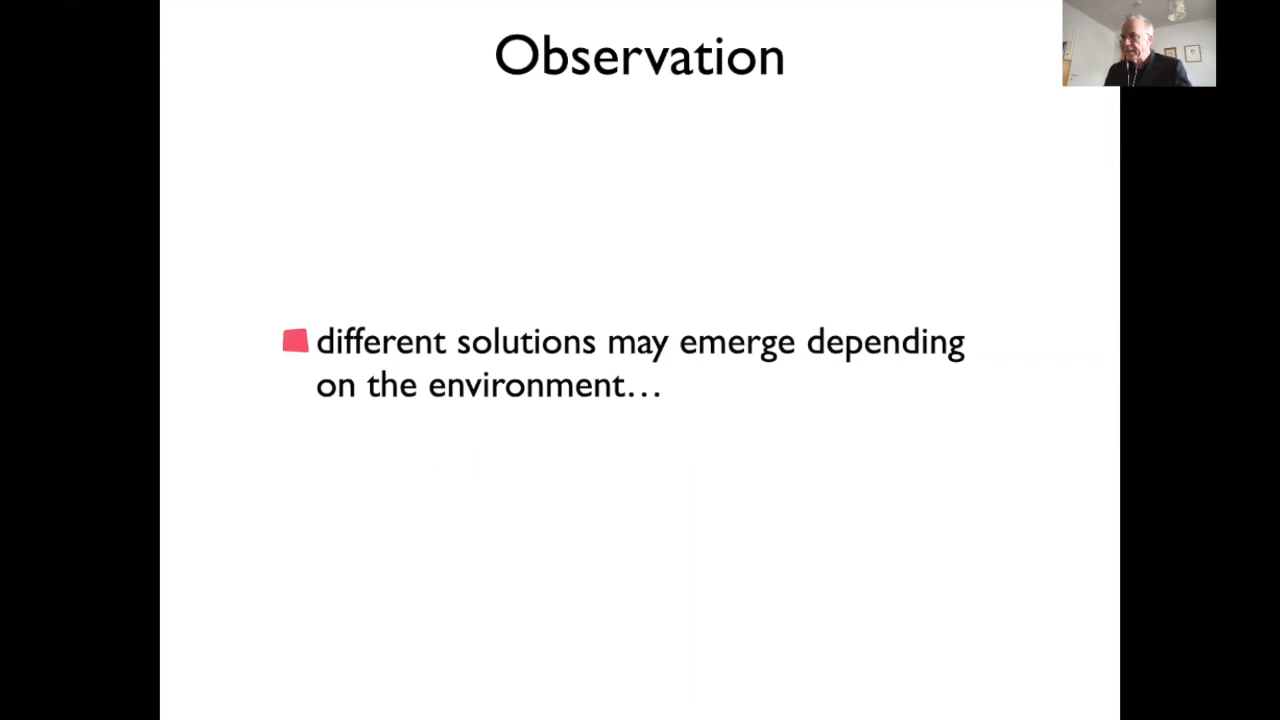 Observation
different solutions may emerge depending
on the environment…